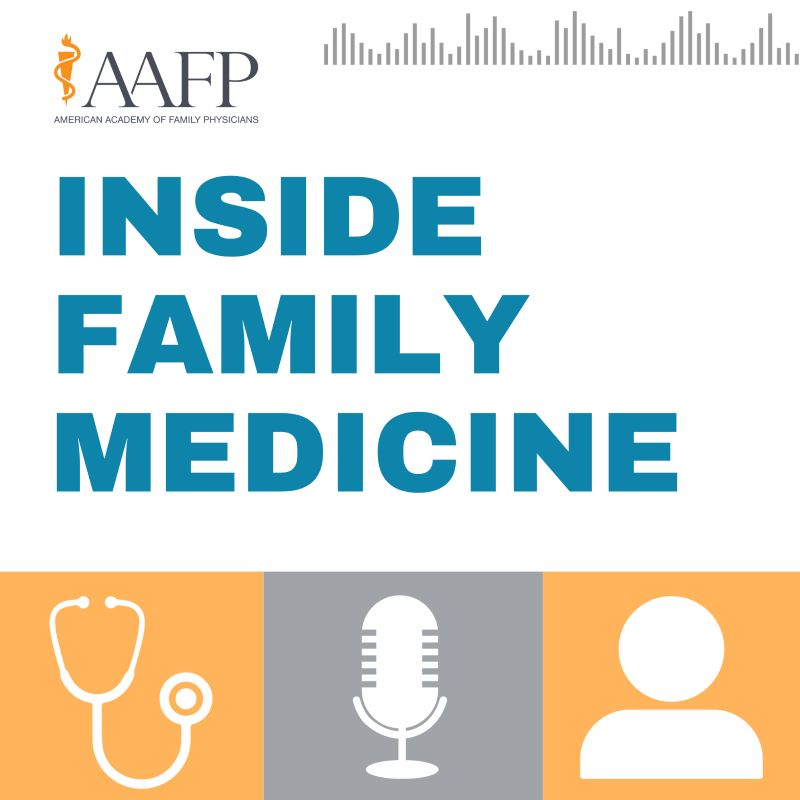 AAFP
AMERICAN ACADEMY OF FAMILY PHYSICIANS
INSIDE
FAMILY
MEDICINE